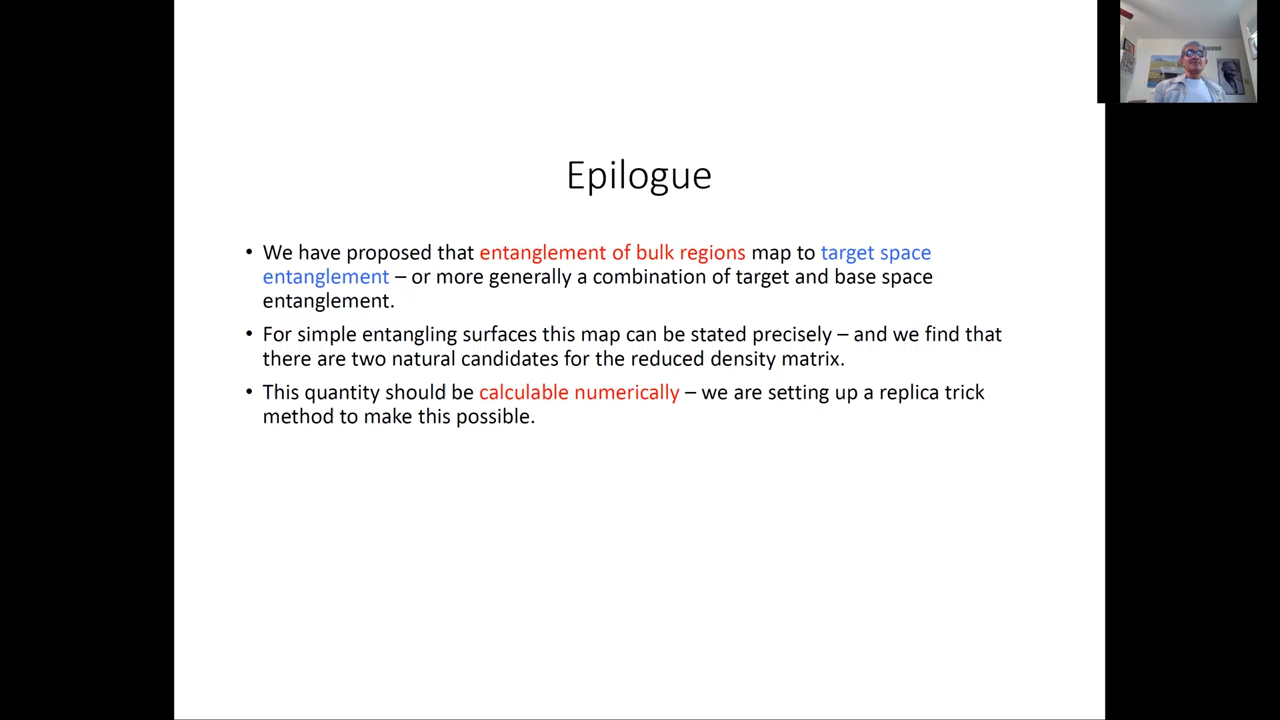 Epilogue
• We have proposed that entanglement of bulk regions map to target space
entanglement – or more generally a combination of target and base space
entanglement.
• For simple entangling surfaces this map can be stated precisely – and we find that
there are two natural candidates for the reduced density matrix.
• This quantity should be calculable numerically – we are setting up a replica trick
method to make this possible.